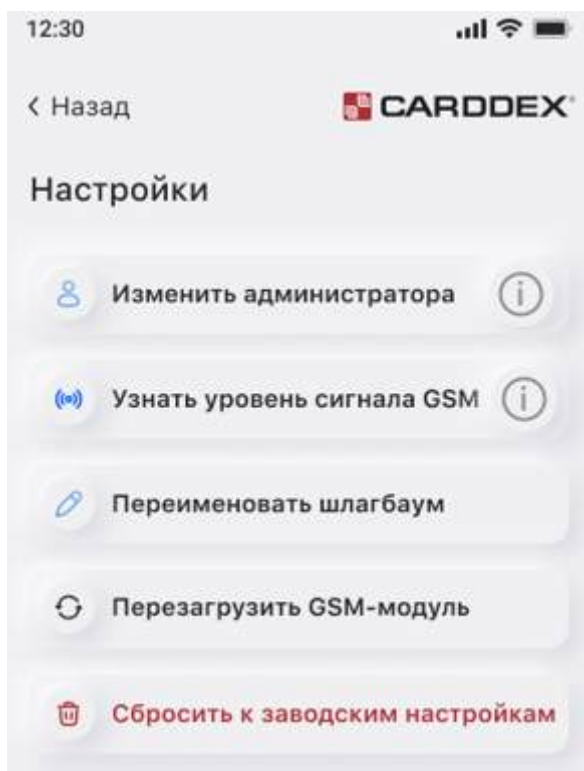 12:30
Назад
CARDDEX
Настройки
Изменить администратора
Узнать уровень сигнала GSM
Переименовать шлагбаум
Перезагрузить GSM-модуль
Сбросить к заводским настройкам